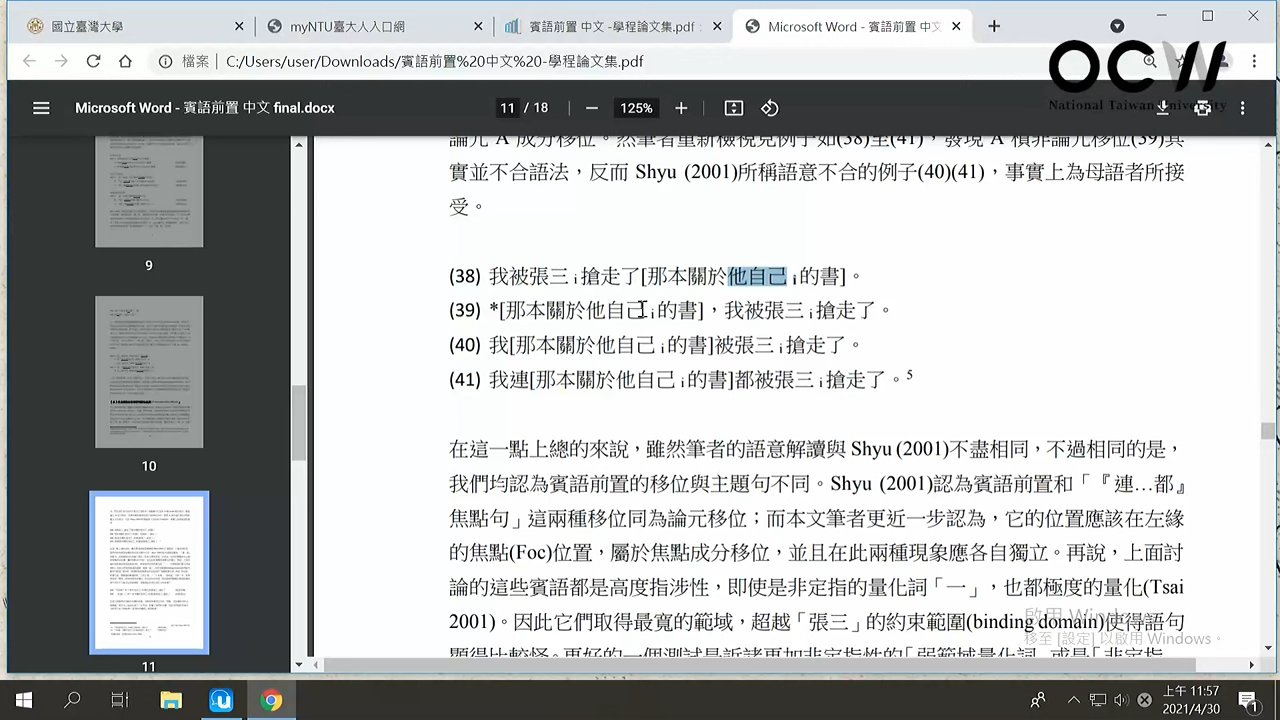 國立臺灣大學
myNTU臺大人入口網
賓語前置 中文 -學程論文集.pdf
Microsoft Word - 賓語前置 中文
檔案 C:/Users/user/Downloads/賓語前置%20中文%20-學程論文集.pdf
OCW
National Taiwan University
Microsoft Word - 賓語前置 中文 final.docx
11 / 18
125%
實並不合語法,反而 Shyu (2001)所稱語意不合的例子(40)(41),事實上為母語者所接
受。
(38) 我被張三 i搶走了[那本關於他自己 i的書]。
(39) *[那本關於他自己 i的書],我被張三 i搶走了。
(40) 我[那本關於他自己 i的書]被張三 i搶走了。
(41) 我連[那本關於他自己 i的書]都被張三 i搶走了。5
在這一點上總的來說,雖然筆者的語意解讀與 Shyu (2001)不盡相同,不過相同的是,
我們均認為賓語前置的移位與主題句不同。Shyu (2001)認為賓語前置和「『連…都』
焦點句」這兩種移位同為論元移位;而本文筆者更近一步認為,它的位置應該在左緣
的焦點(Foc)位置,屬於焦點成分移位,並且在此兩種現象應各自獨立。再說,上面討
論的這些名詞都有高度指涉性,即使是非定指的量化詞「一」,也都極度的量化(Tsai
2001),因此它們取得最寬的範域,超越「張三」的約束範圍(binding domain)使得語句
9
10
11
啟用 Windows
移至 [設定] 以啟用 Windows。
上午 11:57
2021/4/30
1